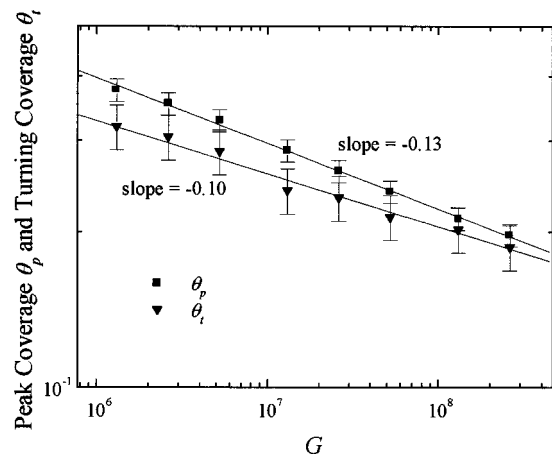 Peak Coverage θp and Turning Coverage θt
slope = -0.13
slope = -0.10
θp
θt
10^-1
10^6
10^7
10^8
G